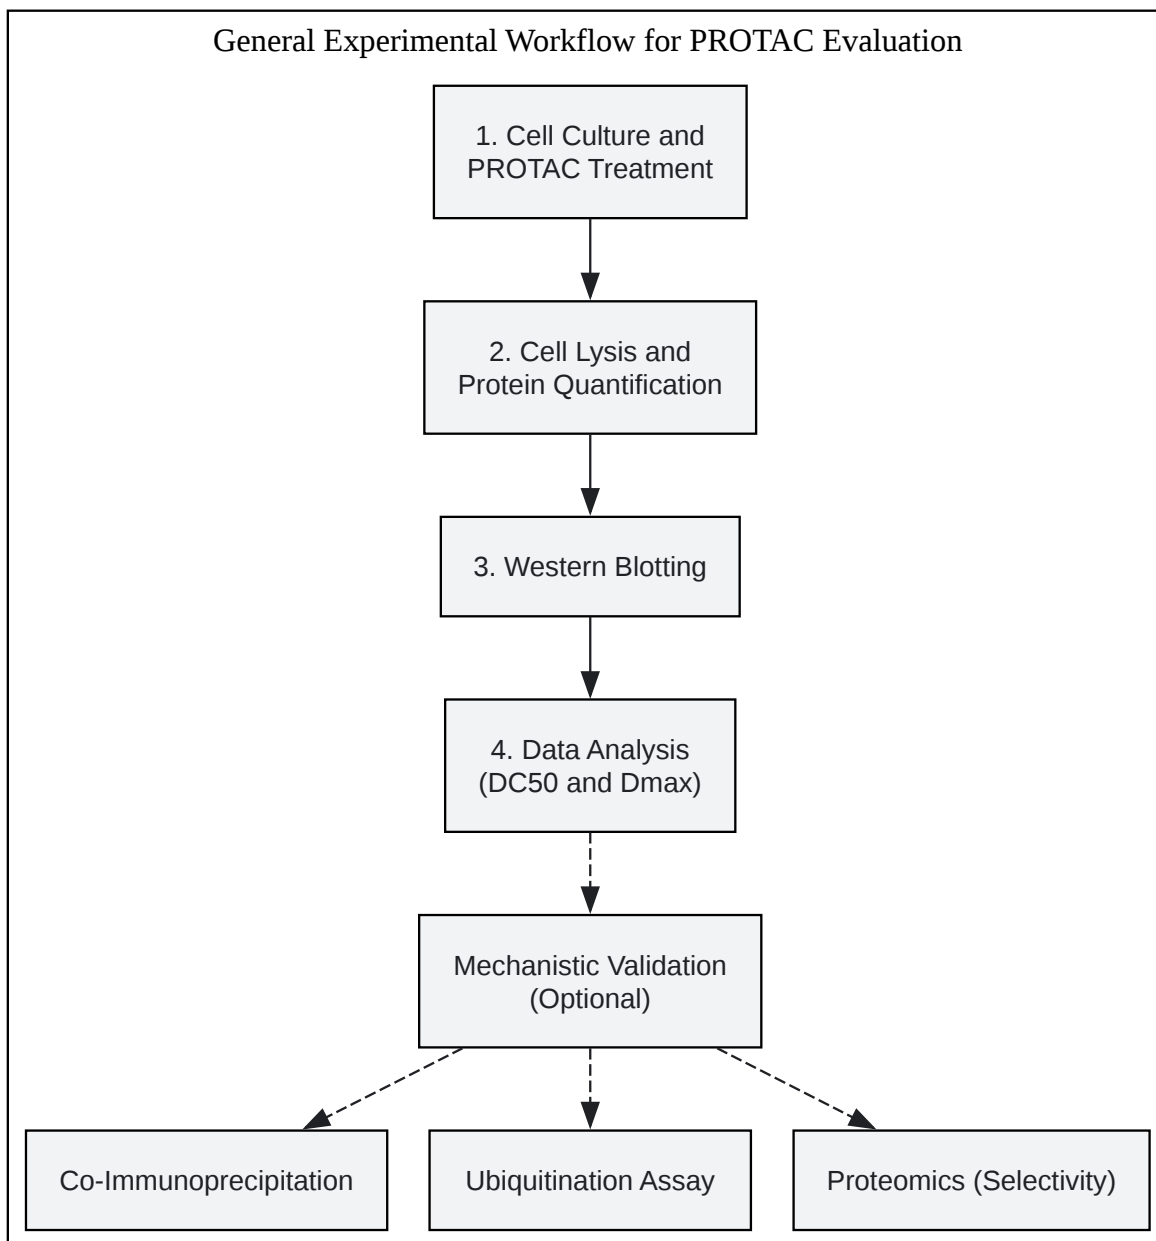 General Experimental Workflow for PROTAC Evaluation
1. Cell Culture and
PROTAC Treatment
2. Cell Lysis and
Protein Quantification
3. Western Blotting
4. Data Analysis
(DC50 and Dmax)
Mechanistic Validation
(Optional)
Co-Immunoprecipitation
Ubiquitination Assay
Proteomics (Selectivity)